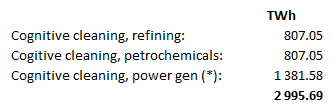 TWh
Cognitive cleaning, refining: 807.05
Cogitive cleaning, petrochemicals: 807.05
Cognitive cleaning, power gen (*): 1 381.58
2 995.69